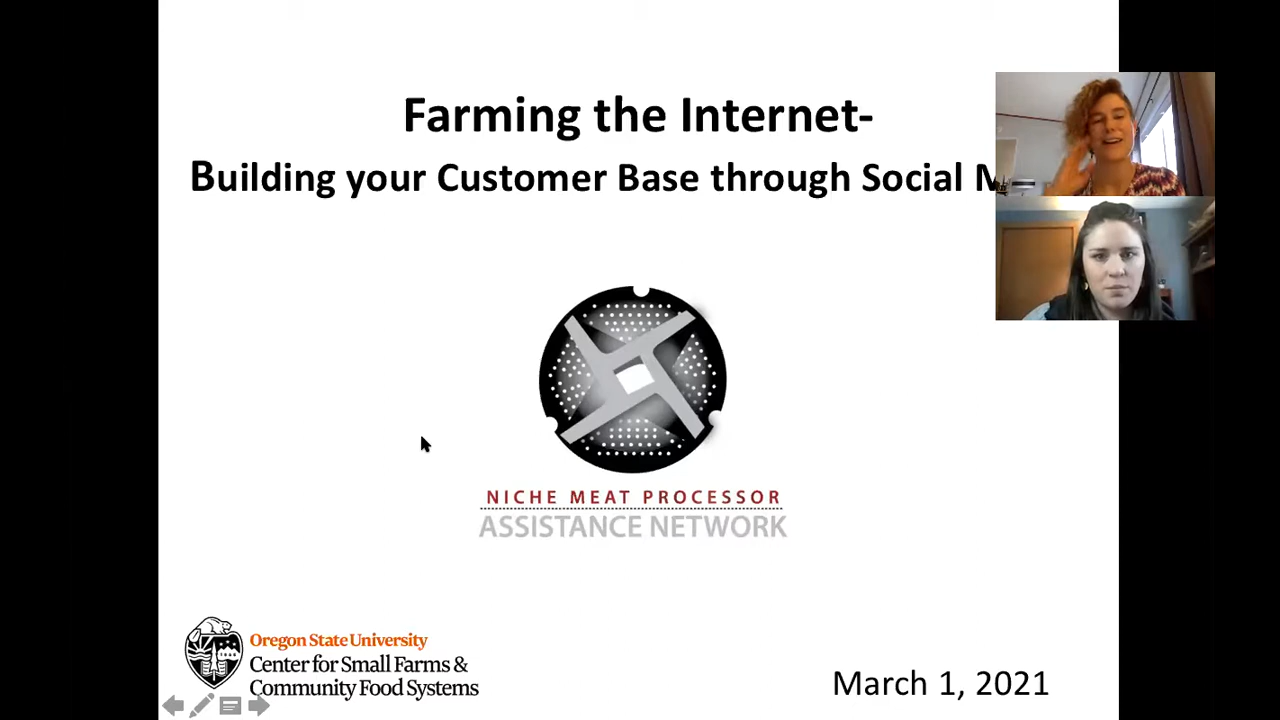 Farming the Internet-
Building your Customer Base through Social
NICHE MEAT PROCESSOR
ASSISTANCE NETWORK
Oregon State University
Center for Small Farms &
Community Food Systems
March 1, 2021